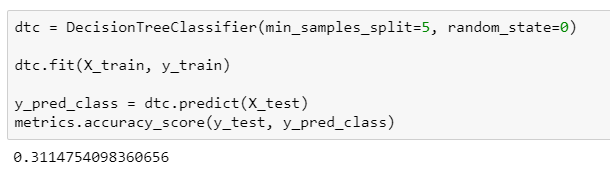 dtc = DecisionTreeClassifier(min_samples_split=5, random_state=0)
dtc.fit(X_train, y_train)
y_pred_class = dtc.predict(X_test)
metrics.accuracy_score(y_test, y_pred_class)
0.3114754098360656